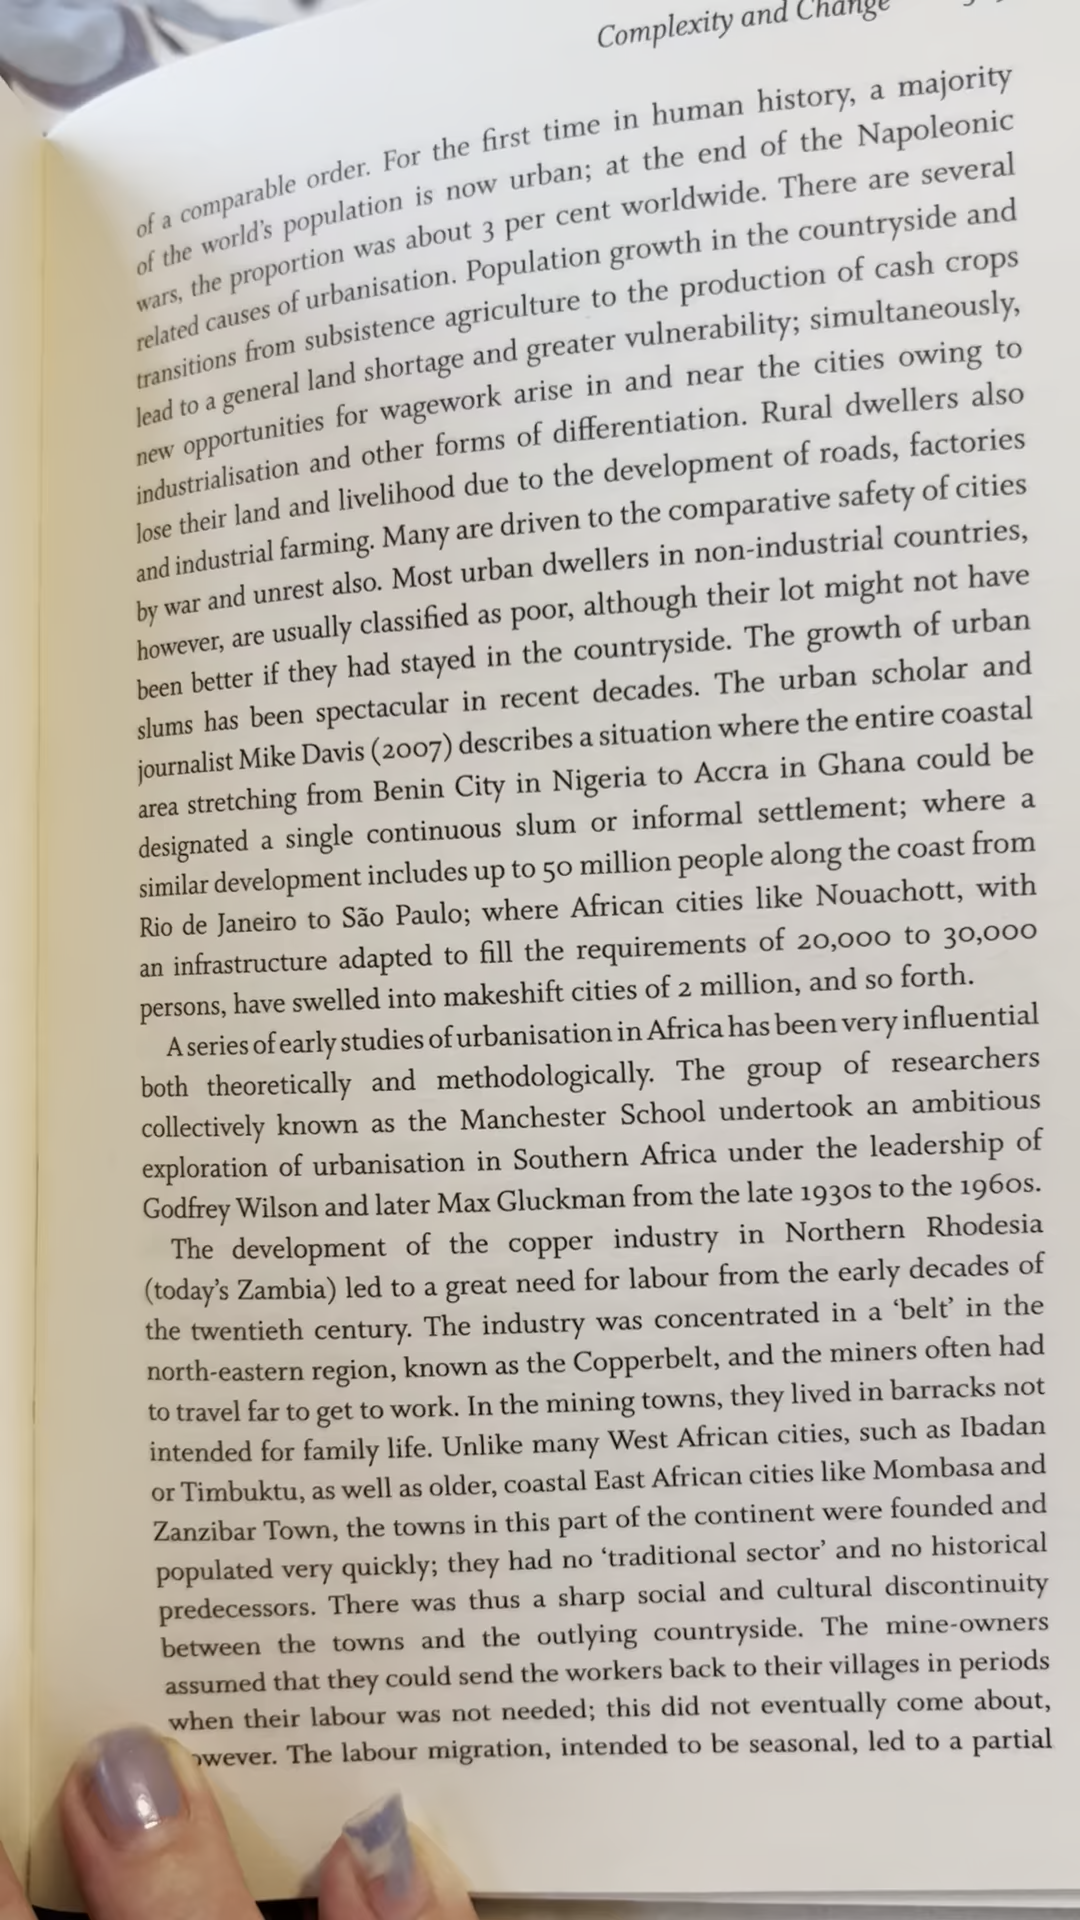 Complexity and Change
of a comparable order. For the first time in human history, a majority
of the world's population is now urban; at the end of the Napoleonic
wars, the proportion was about 3 per cent worldwide. There are several
related causes of urbanisation. Population growth in the countryside and
transitions from subsistence agriculture to the production of cash crops
lead to a general land shortage and greater vulnerability; simultaneously,
new opportunities for wagework arise in and near the cities owing to
industrialisation and other forms of differentiation. Rural dwellers also
lose their land and livelihood due to the development of roads, factories
and industrial farming. Many are driven to the comparative safety of cities
by war and unrest also. Most urban dwellers in non-industrial countries,
however, are usually classified as poor, although their lot might not have
been better if they had stayed in the countryside. The growth of urban
slums has been spectacular in recent decades. The urban scholar and
journalist Mike Davis (2007) describes a situation where the entire coastal
area stretching from Benin City in Nigeria to Accra in Ghana could be
designated a single continuous slum or informal settlement; where a
similar development includes up to 50 million people along the coast from
Rio de Janeiro to São Paulo; where African cities like Nouachott, with
an infrastructure adapted to fill the requirements of 20,000 to 30,000
persons, have swelled into makeshift cities of 2 million, and so forth.
A series of early studies of urbanisation in Africa has been very influential
both theoretically and methodologically. The group of researchers
collectively known as the Manchester School undertook an ambitious
exploration of urbanisation in Southern Africa under the leadership of
Godfrey Wilson and later Max Gluckman from the late 1930s to the 1960s.
The development of the copper industry in Northern Rhodesia
(today's Zambia) led to a great need for labour from the early decades of
the twentieth century. The industry was concentrated in a 'belt' in the
north-eastern region, known as the Copperbelt, and the miners often had
to travel far to get to work. In the mining towns, they lived in barracks not
intended for family life. Unlike many West African cities, such as Ibadan
or Timbuktu, as well as older, coastal East African cities like Mombasa and
Zanzibar Town, the towns in this part of the continent were founded and
populated very quickly; they had no 'traditional sector' and no historical
predecessors. There was thus a sharp social and cultural discontinuity
between the towns and the outlying countryside. The mine-owners
assumed that they could send the workers back to their villages in periods
when their labour was not needed; this did not eventually come about,
owever. The labour migration, intended to be seasonal, led to a partial